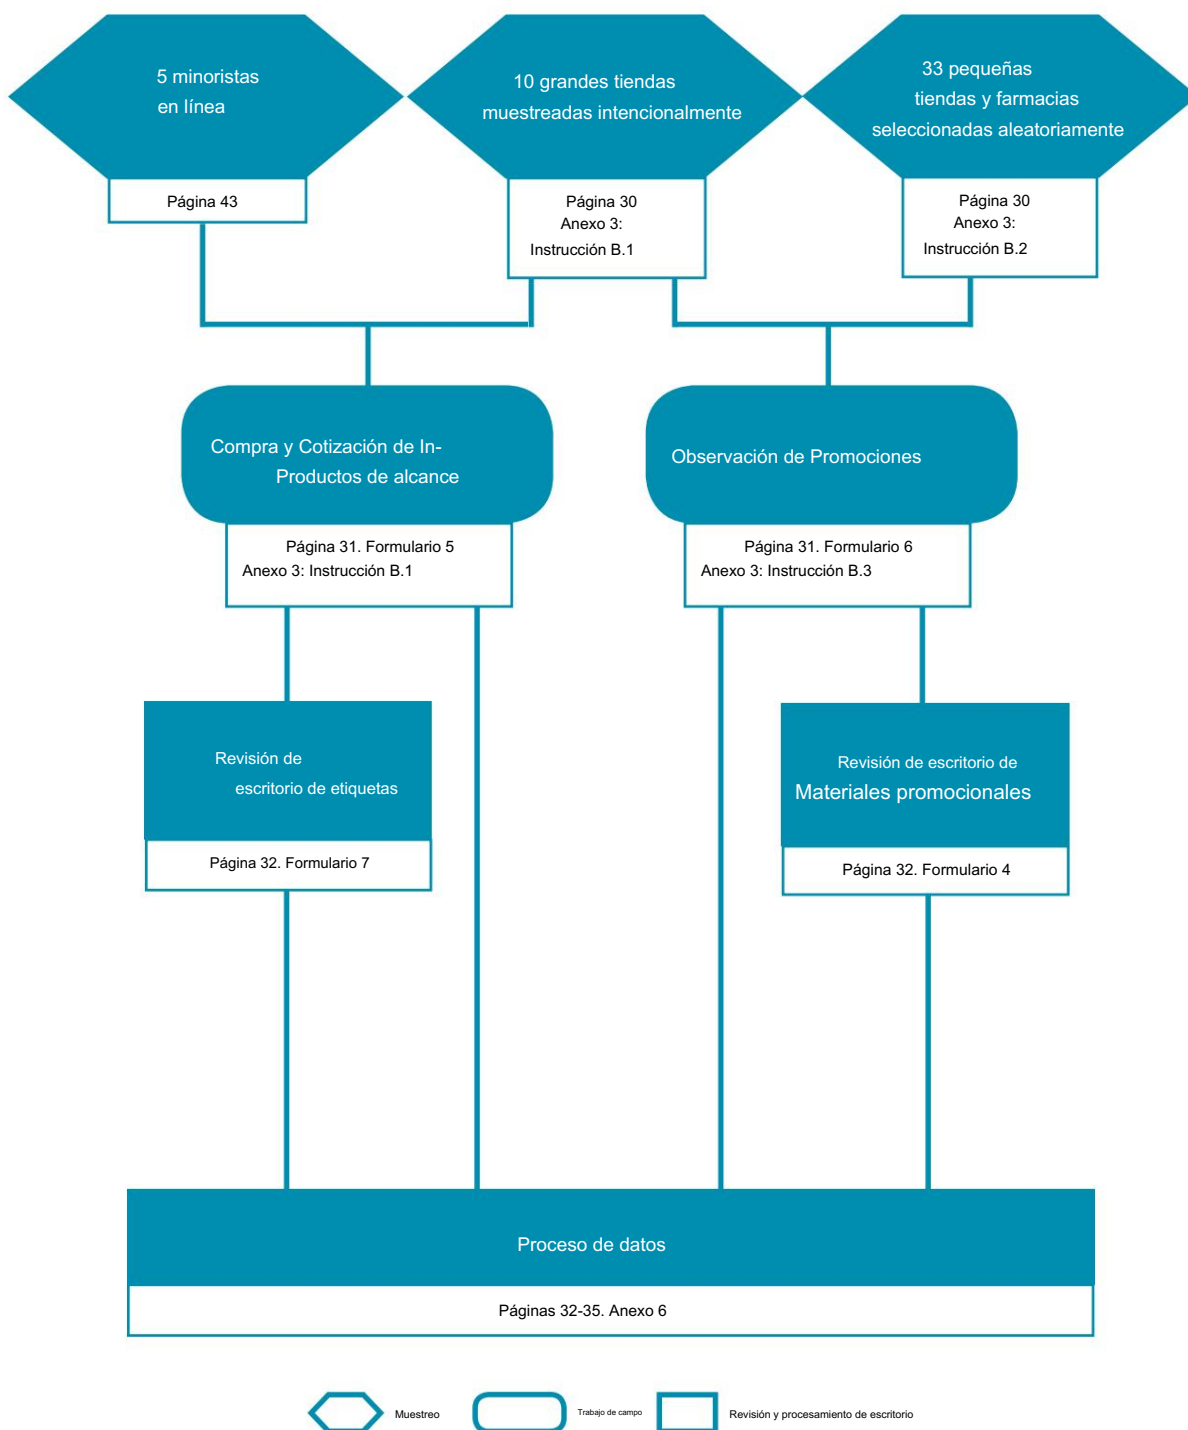 5 minoristas
en línea
10 grandes tiendas
muestreadas intencionalmente
33 pequeñas
tiendas y farmacias
seleccionadas aleatoriamente
Página 43
Página 30
Anexo 3:
Instrucción B.1
Página 30
Anexo 3:
Instrucción B.2
Compra y Cotización de In-
Productos de alcance
Observación de Promociones
Página 31. Formulario 5
Anexo 3: Instrucción B.1
Página 31. Formulario 6
Anexo 3: Instrucción B.3
Revisión de
escritorio de etiquetas
Revisión de escritorio de
Materiales promocionales
Página 32. Formulario 7
Página 32. Formulario 4
Proceso de datos
Páginas 32-35. Anexo 6
Muestreo
Trabajo de campo
Revisión y procesamiento de escritorio